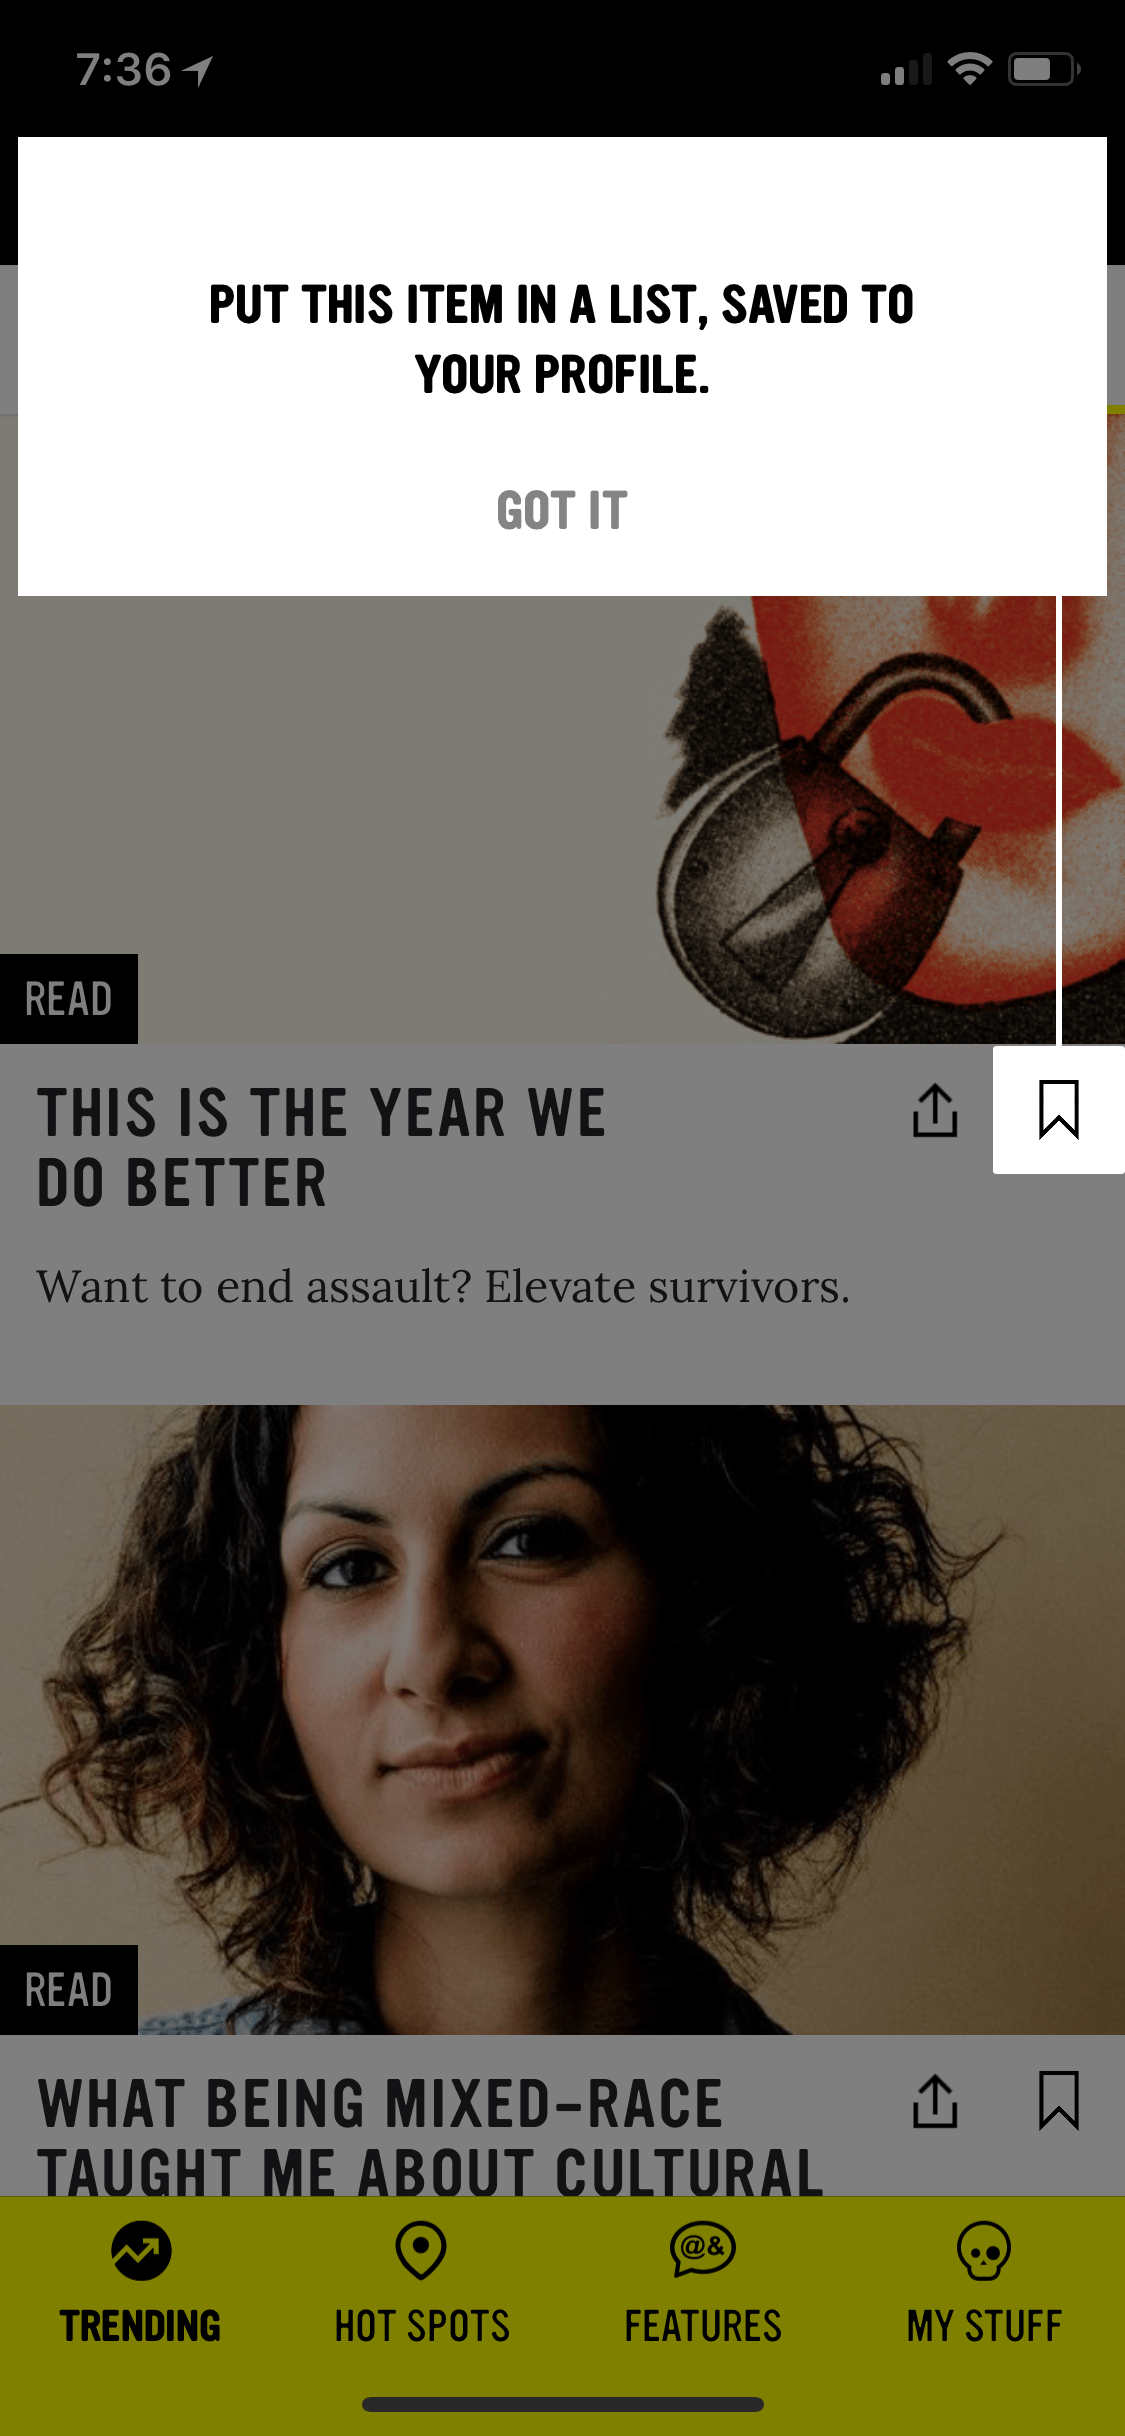 7:36
PUT THIS ITEM IN A LIST, SAVED TO
YOUR PROFILE.
GOT IT
READ
THIS IS THE YEAR WE
DO BETTER
Want to end assault? Elevate survivors.
READ
WHAT BEING MIXED-RACE
TAUGHT ME ABOUT CULTURAL
@&
TRENDING
HOT SPOTS
FEATURES
MY STUFF